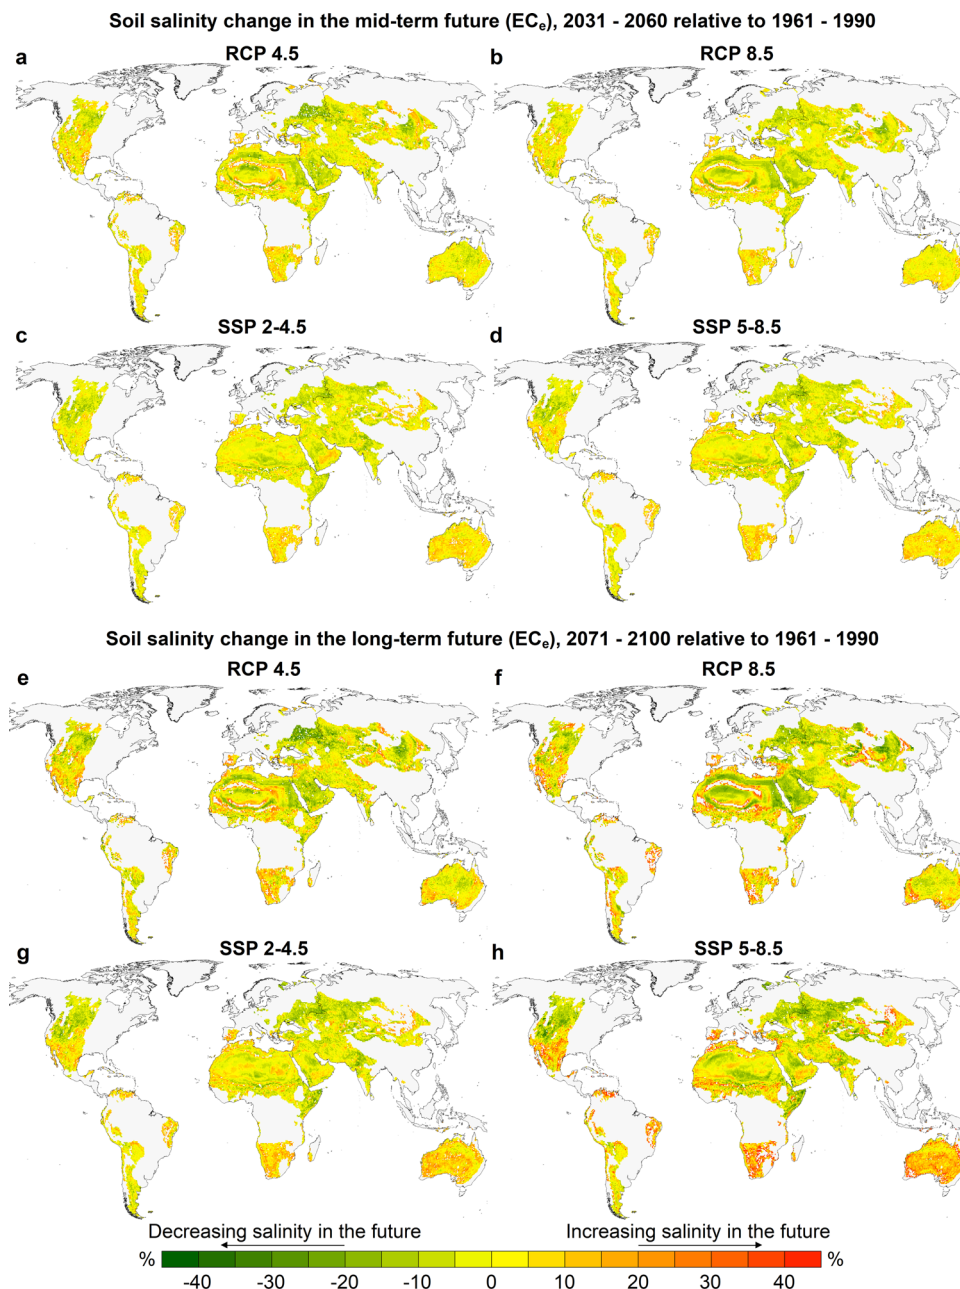 Soil salinity change in the mid-term future (ECe), 2031 - 2060 relative to 1961 - 1990
a RCP 4.5 b RCP 8.5
c SSP 2-4.5 d SSP 5-8.5
Soil salinity change in the long-term future (ECe), 2071 - 2100 relative to 1961 - 1990
e RCP 4.5 f RCP 8.5
g SSP 2-4.5 h SSP 5-8.5
Decreasing salinity in the future Increasing salinity in the future
% %
-40 -30 -20 -10 0 10 20 30 40